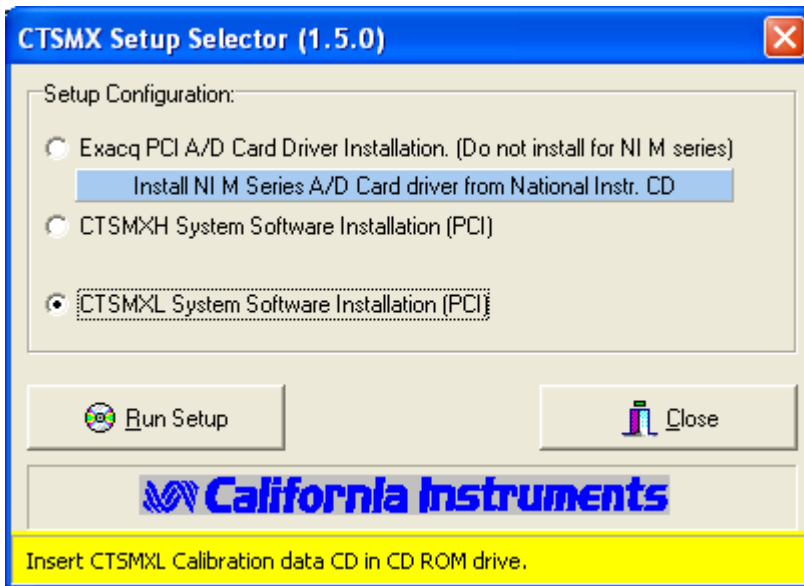 CTSMX Setup Selector (1.5.0)
Setup Configuration:
Exacq PCI A/D Card Driver Installation. (Do not install for NI M series)
Install NI M Series A/D Card driver from National Instr. CD
CTSMXH System Software Installation (PCI)
CTSMXL System Software Installation (PCI)
Run Setup
Close
California Instruments
Insert CTSMXL Calibration data CD in CD ROM drive.